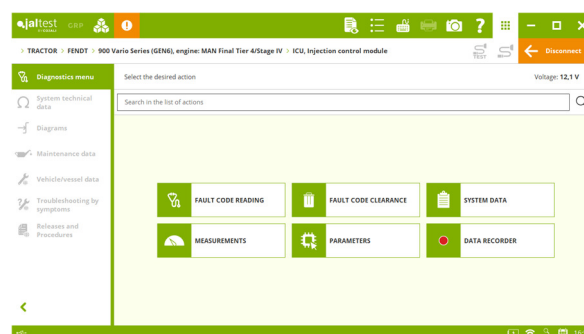 jaltest GRP
> TRACTOR > FENDT > 900 Vario Series (GEN6), engine: MAN Final Tier 4/Stage IV > ICU, Injection control module
TEST
Disconnect
Diagnostics menu
Select the desired action
Voltage: 12,1 V
System technical
data
Search in the list of actions
Diagrams
Maintenance data
Vehicle/vessel data
Troubleshooting by
symptoms
Releases and
Procedures
FAULT CODE READING
FAULT CODE CLEARANCE
SYSTEM DATA
MEASUREMENTS
PARAMETERS
DATA RECORDER